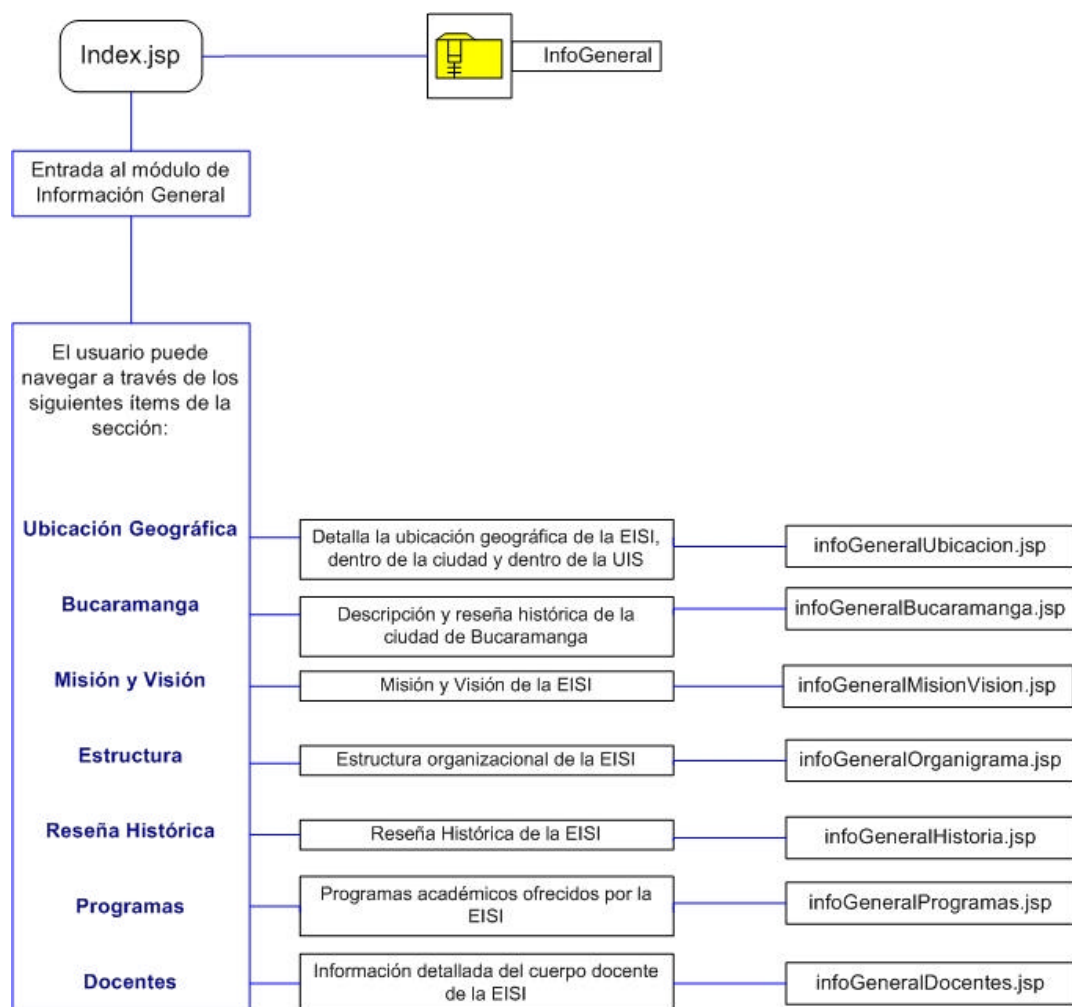 Index.jsp
InfoGeneral
Entrada al módulo de
Información General
El usuario puede
navegar a través de los
siguientes ítems de la
sección:
Ubicación Geográfica
Detalla la ubicación geográfica de la EISI,
dentro de la ciudad y dentro de la UIS
infoGeneralUbicacion.jsp
Bucaramanga
Descripción y reseña histórica de la
ciudad de Bucaramanga
infoGeneralBucaramanga.jsp
Misión y Visión
Misión y Visión de la EISI
infoGeneralMisionVision.jsp
Estructura
Estructura organizacional de la EISI
infoGeneralOrganigrama.jsp
Reseña Histórica
Reseña Histórica de la EISI
infoGeneralHistoria.jsp
Programas
Programas académicos ofrecidos por la
EISI
infoGeneralProgramas.jsp
Docentes
Información detallada del cuerpo docente
de la EISI
infoGeneralDocentes.jsp